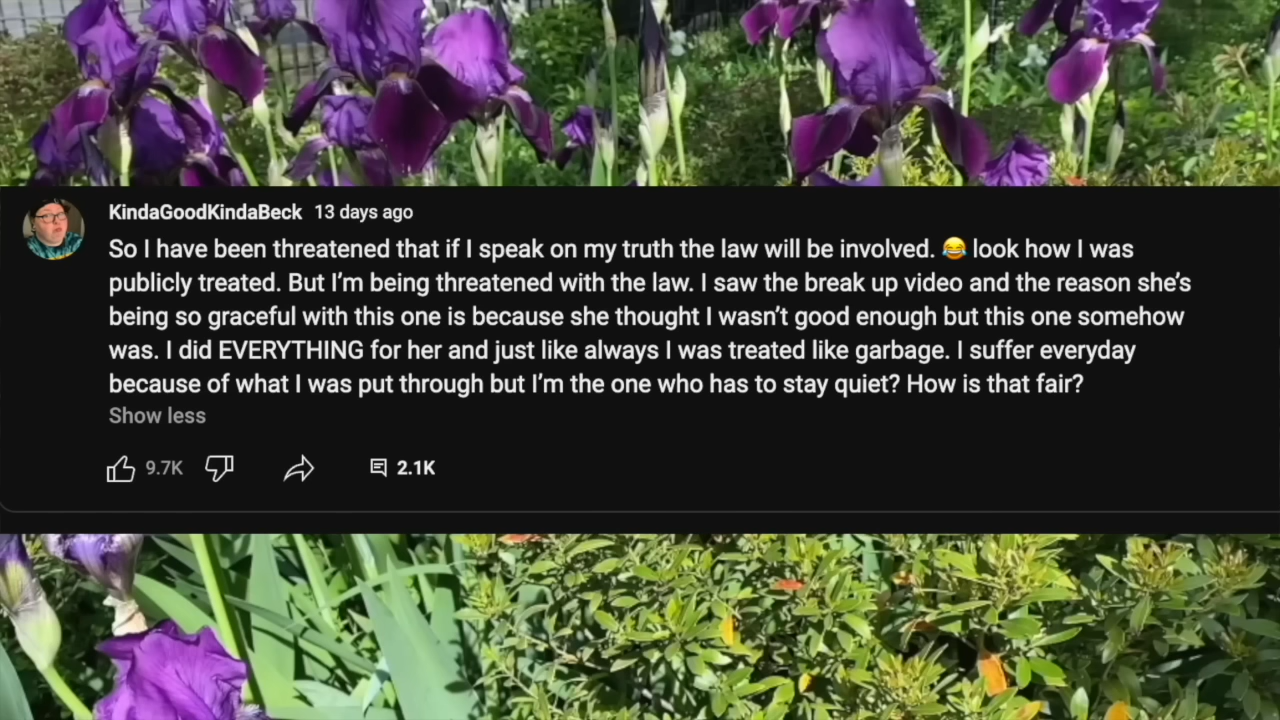 KindaGoodKindaBeck 13 days ago
So I have been threatened that if I speak on my truth the law will be involved. 😂 look how I was
publicly treated. But I’m being threatened with the law. I saw the break up video and the reason she’s
being so graceful with this one is because she thought I wasn’t good enough but this one somehow
was. I did EVERYTHING for her and just like always I was treated like garbage. I suffer everyday
because of what I was put through but I’m the one who has to stay quiet? How is that fair?
Show less
9.7K 2.1K